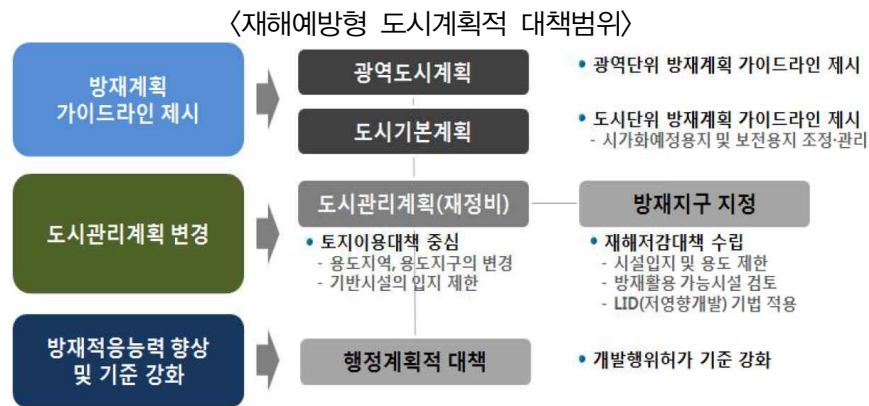 〈재해예방형 도시계획적 대책범위〉
방재계획
가이드라인 제시
광역도시계획
• 광역단위 방재계획 가이드라인 제시
도시기본계획
• 도시단위 방재계획 가이드라인 제시
- 시가화예정용지 및 보전용지 조정·관리
도시관리계획 변경
도시관리계획(재정비)
• 토지이용대책 중심
- 용도지역, 용도지구의 변경
- 기반시설의 입지 제한
방재지구 지정
• 재해저감대책 수립
- 시설입지 및 용도 제한
- 방재활용 가능시설 검토
- LID(저영향개발) 기법 적용
방재적응능력 향상
및 기준 강화
행정계획적 대책
• 개발행위허가 기준 강화